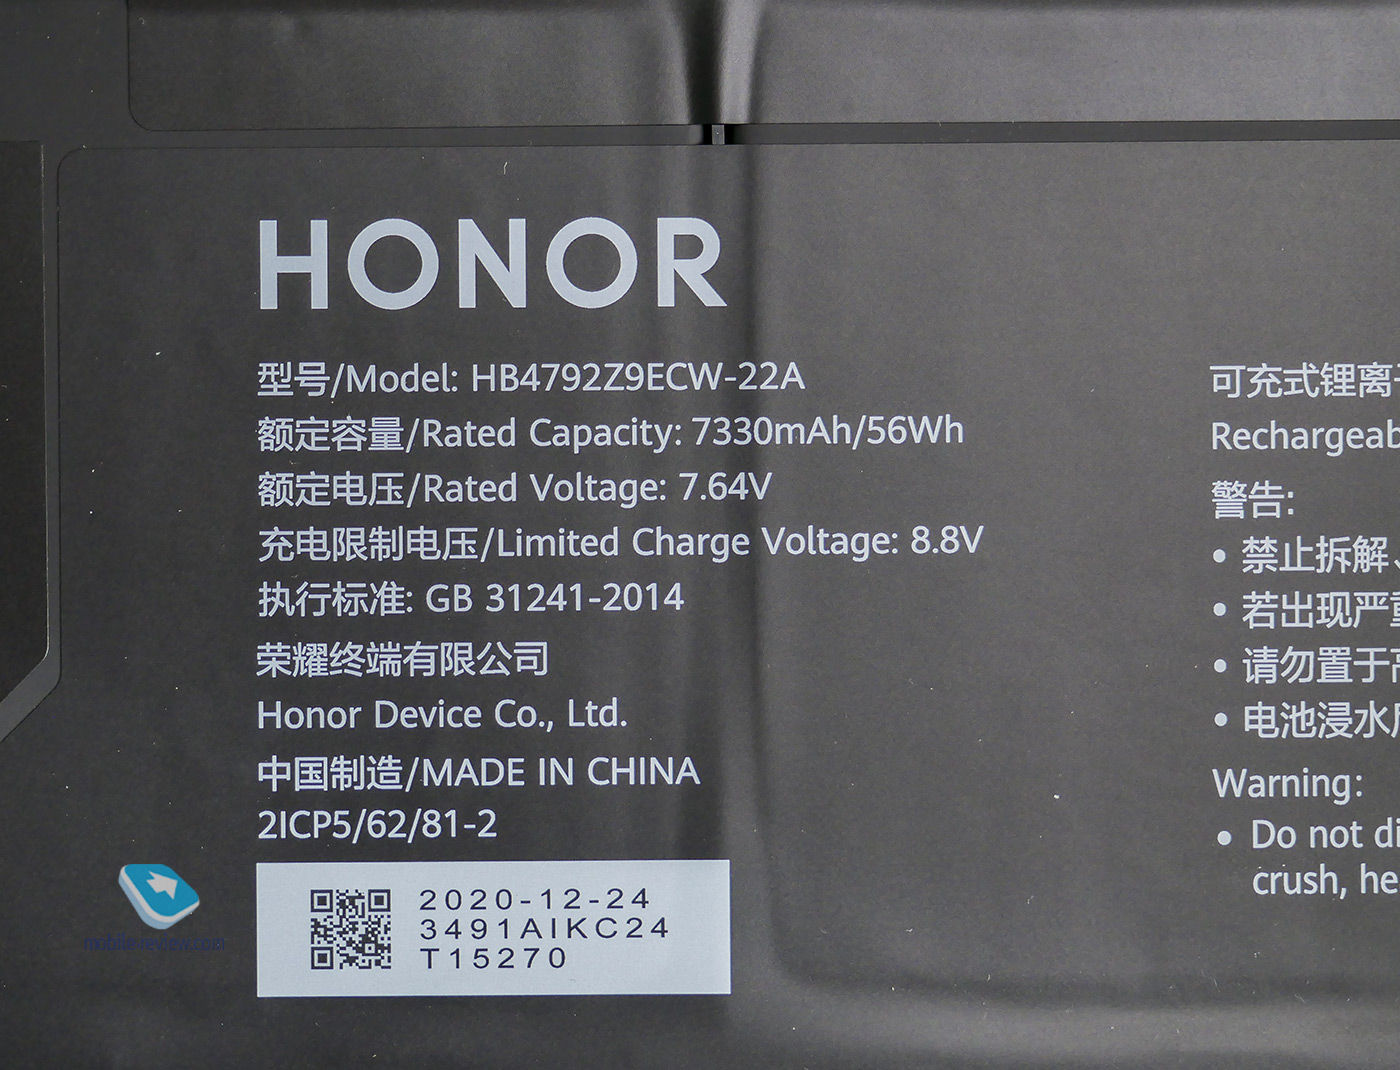 HONOR
型号/Model: HB4792Z9ECW-22A
额定容量/Rated Capacity: 7330mAh/56Wh
额定电压/Rated Voltage: 7.64V
充电限制电压/Limited Charge Voltage: 8.8V
执行标准: GB 31241-2014
荣耀终端有限公司
Honor Device Co., Ltd.
中国制造/MADE IN CHINA
2ICP5/62/81-2
2020-12-24
3491AIKC24
T15270
mobile-review.com
可充式锂离
Rechargeab
警告:
• 禁止拆解、
• 若出现严
• 请勿置于
• 电池浸水
Warning:
• Do not di
crush, he